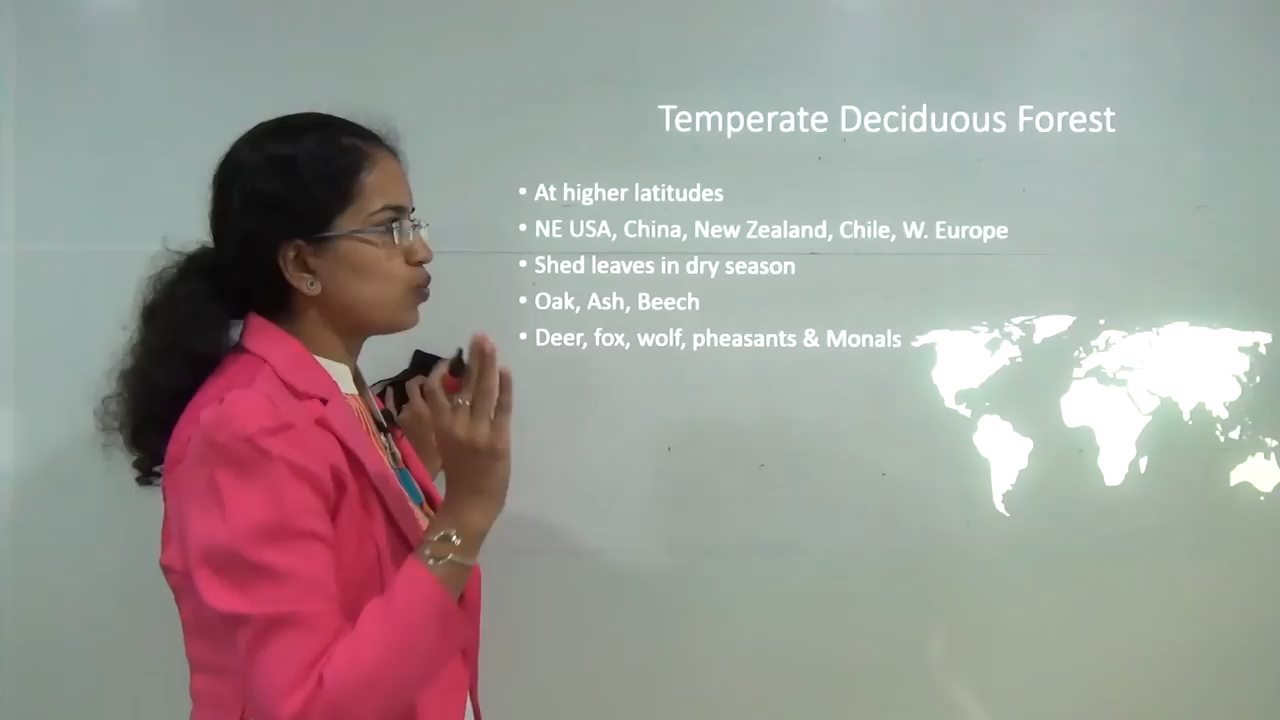 Temperate Deciduous Forest
• At higher latitudes
• NE USA, China, New Zealand, Chile, W. Europe
• Shed leaves in dry season
• Oak, Ash, Beech
• Deer, fox, wolf, pheasants & Monals